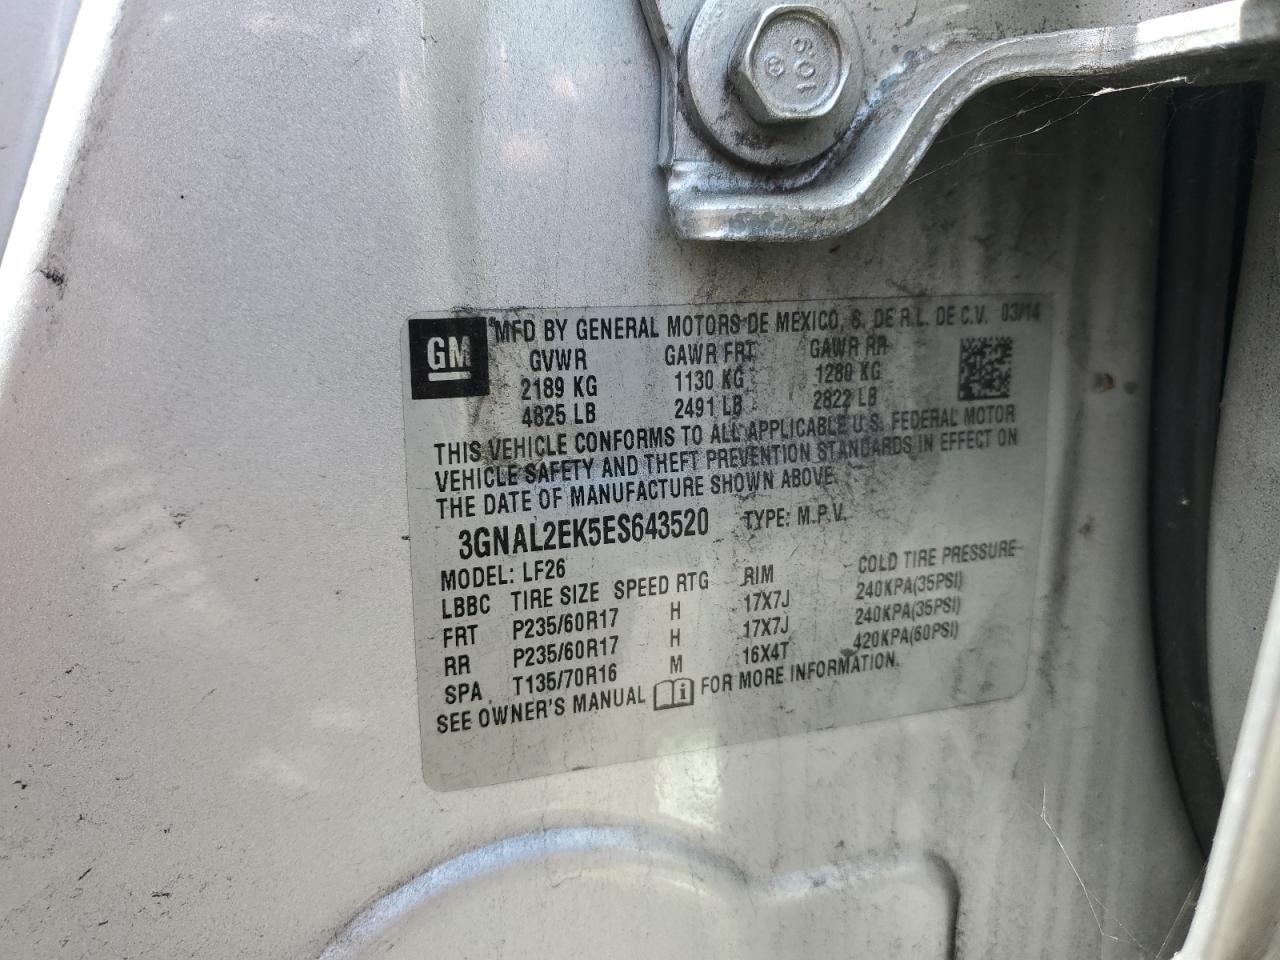 109
GM
MFD BY GENERAL MOTORS DE MEXICO, S. DE R.L. DE C.V. 03/14
GVWR GAWR FRT GAWR RR
2189 KG 1130 KG 1280 KG
4825 LB 2491 LB 2822 LB
THIS VEHICLE CONFORMS TO ALL APPLICABLE U.S. FEDERAL MOTOR
VEHICLE SAFETY AND THEFT PREVENTION STANDARDS IN EFFECT ON
THE DATE OF MANUFACTURE SHOWN ABOVE.
3GNAL2EK5ES643520 TYPE: M.P.V.
MODEL: LF26
LBBC TIRE SIZE SPEED RTG RIM COLD TIRE PRESSURE
FRT P235/60R17 H 17X7J 240KPA(35PSI)
RR P235/60R17 H 17X7J 240KPA(35PSI)
SPA T135/70R16 M 16X4T 420KPA(60PSI)
SEE OWNER'S MANUAL FOR MORE INFORMATION.